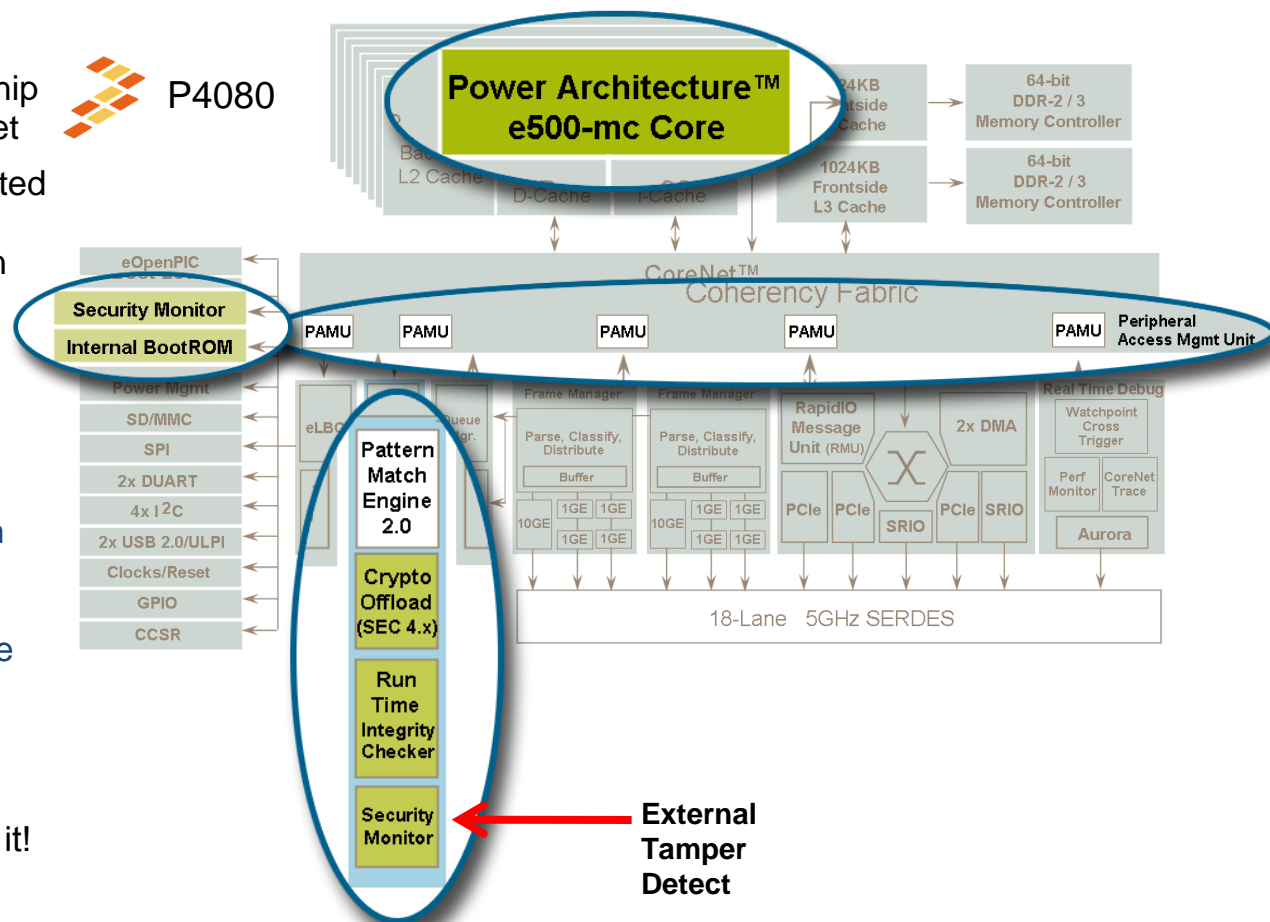 hip
et
ted
n
n
e
it!
P4080
Power Architecture™
e500-mc Core
Bac
L2 Cache
D-Cache
I-Cache
24KB
ntside
Cache
1024KB
Frontside
L3 Cache
64-bit
DDR-2 / 3
Memory Controller
64-bit
DDR-2 / 3
Memory Controller
CoreNet™
Coherency Fabric
eOpenPIC
Security Monitor
Internal BootROM
Power Mgmt
SD/MMC
SPI
2x DUART
4x I2C
2x USB 2.0/ULPI
Clocks/Reset
GPIO
CCSR
PAMU
PAMU
PAMU
PAMU
PAMU
Peripheral
Access Mgmt Unit
eLBC
Queue
Mgr.
Pattern
Match
Engine
2.0
Crypto
Offload
(SEC 4.x)
Run
Time
Integrity
Checker
Security
Monitor
Frame Manager
Parse, Classify,
Distribute
Buffer
10GE
1GE
1GE
1GE
1GE
Frame Manager
Parse, Classify,
Distribute
Buffer
10GE
1GE
1GE
1GE
1GE
RapidIO
Message
Unit (RMU)
2x DMA
PCIe
PCIe
SRIO
PCIe
SRIO
Real Time Debug
Watchpoint
Cross
Trigger
Perf
Monitor
CoreNet
Trace
Aurora
18-Lane 5GHz SERDES
External
Tamper
Detect